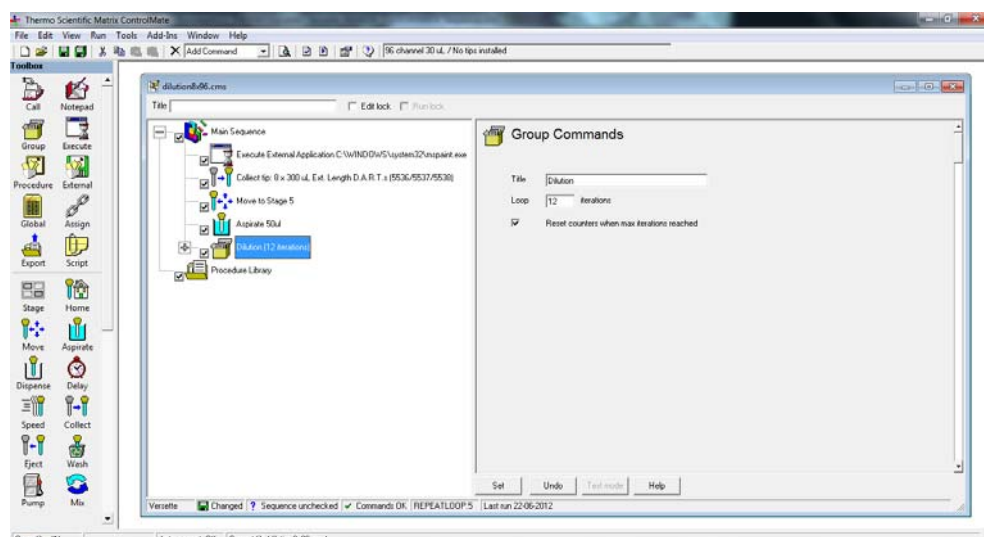 Thermo Scientific Matrix ControlMate
File Edit View Run Tools Add-Ins Window Help
Add Command 96 channel 30 uL / No tips installed
Toolbox
Call Notepad
Group Execute
Procedure External
Global Assign
Export Script
Stage Home
Move Aspirate
Dispense Delay
Speed Collect
Eject Wash
Pump Mix
dilution8x96.cms
Title Edit lock Run lock
Main Sequence
Execute External Application C:\WINDOWS\system32\mspaint.exe
Collect tip: 8 x 300 uL Ext. Length D.A.R.T.s (5536/5537/5538)
Move to Stage 5
Aspirate 50ul
Dilution (12 iterations)
Procedure Library
Group Commands
Title Dilution
Loop 12 iterations
Reset counters when max iterations reached
Set Undo Test mode Help
Versette Changed ? Sequence unchecked Commands OK REPEATLOOP:5 Last run 22-06-2012